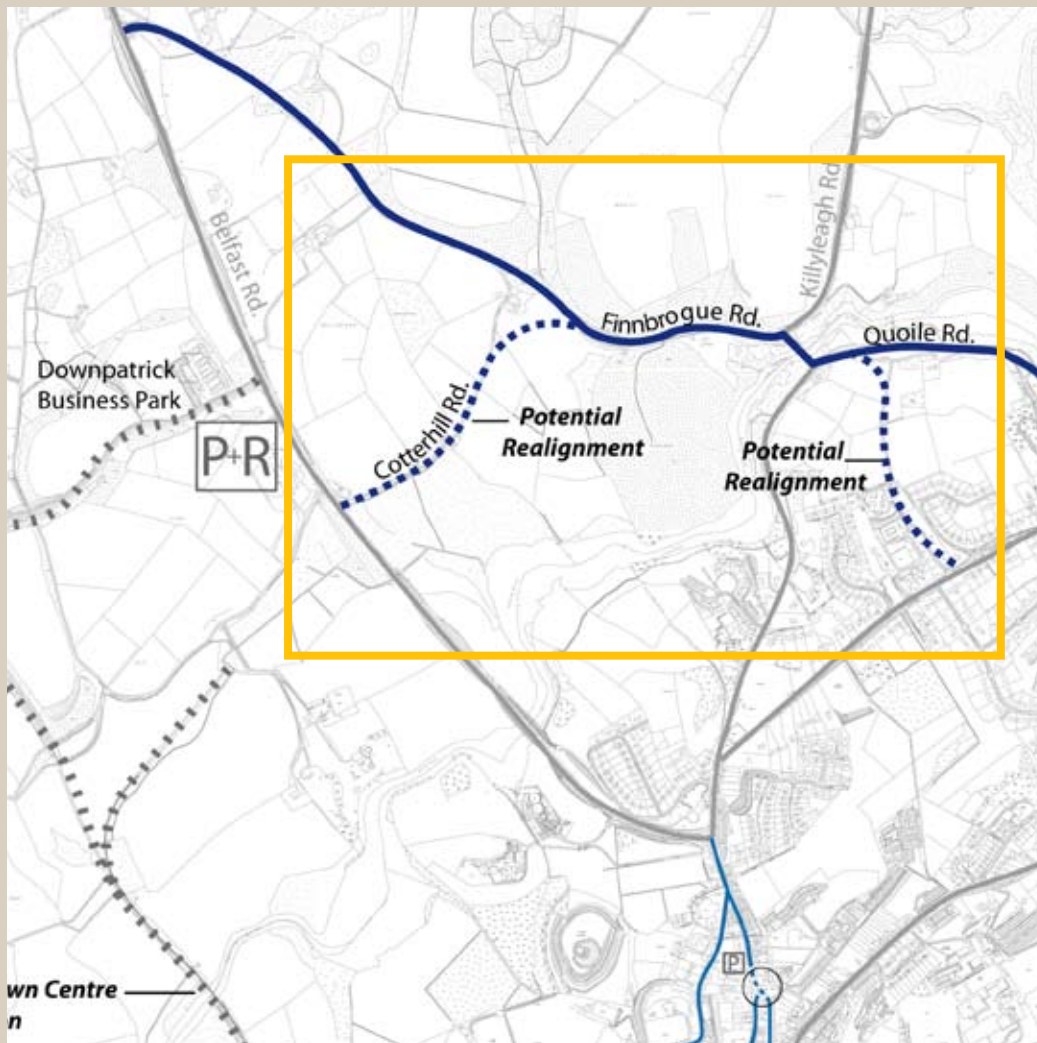 Killyleagh Rd.
Belfast Rd.
Finnbrogue Rd.
Quoile Rd.
Downpatrick
Business Park
P+R
Cotterhill Rd.
Potential
Realignment
Potential
Realignment
P
wn Centre
n